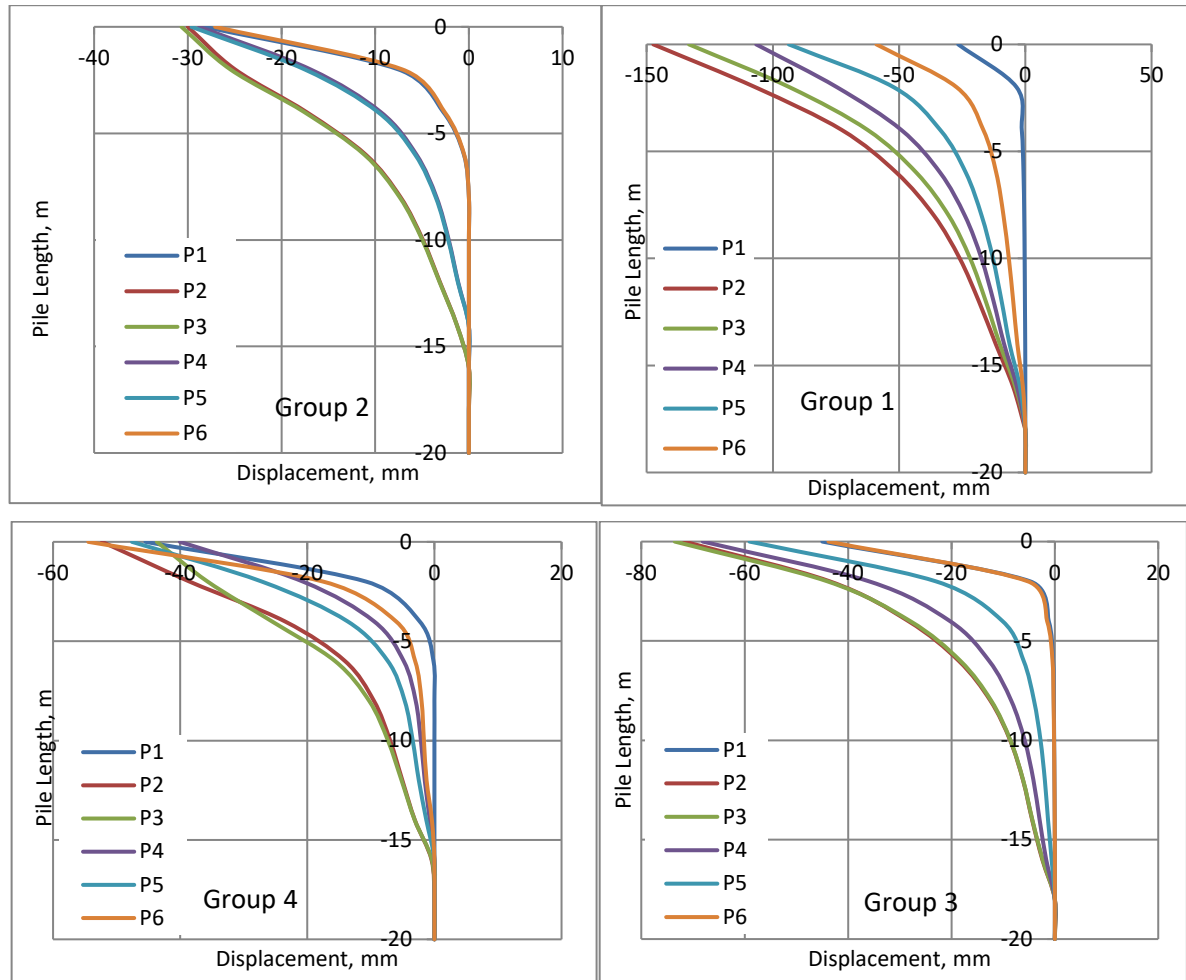 0
-40 -30 -20 -10 0 10
-5
-10
-15
-20
Pile Length, m
P1
P2
P3
P4
P5
P6
Group 2
Displacement, mm
0
-150 -100 -50 0 50
-5
-10
-15
-20
Pile Length, m
P1
P2
P3
P4
P5
P6
Group 1
Displacement, mm
0
-60 -40 -20 0 20
-5
-10
-15
-20
Pile Length, m
P1
P2
P3
P4
P5
P6
Group 4
Displacement, mm
0
-80 -60 -40 -20 0 20
-5
-10
-15
-20
Pile Length, m
P1
P2
P3
P4
P5
P6
Group 3
Displacement, mm